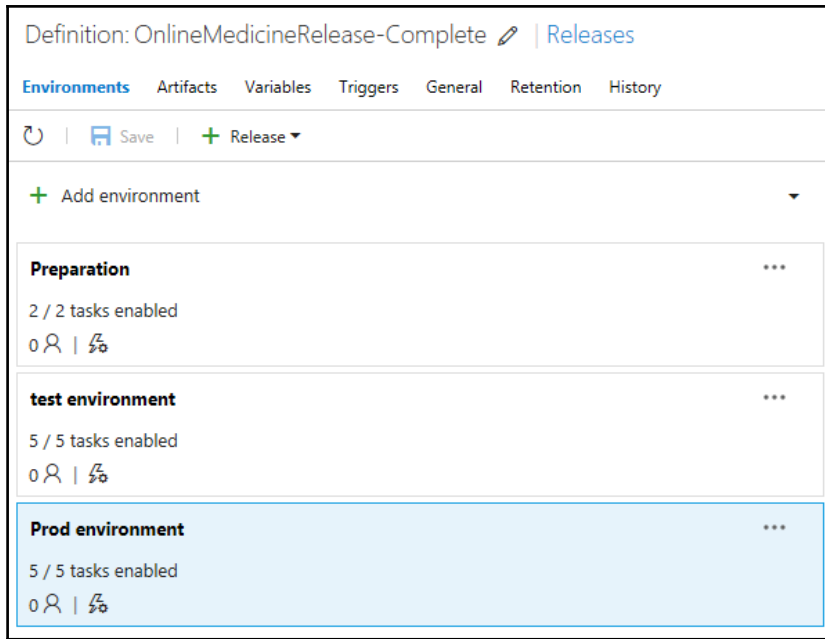 Definition: OnlineMedicineRelease-Complete | Releases
Environments Artifacts Variables Triggers General Retention History
| Save | + Release
+ Add environment
Preparation ...
2 / 2 tasks enabled
0 |
test environment ...
5 / 5 tasks enabled
0 |
Prod environment ...
5 / 5 tasks enabled
0 |